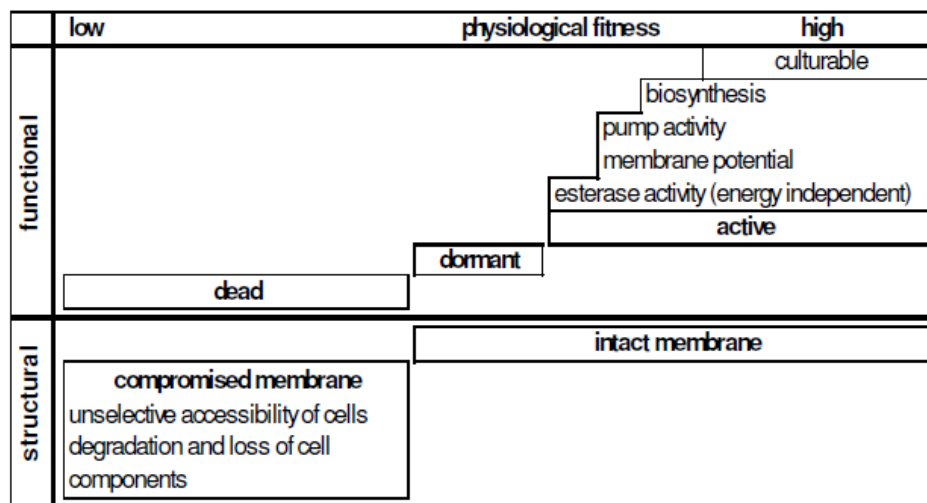 low physiological fitness high
functional
culturable
biosynthesis
pump activity
membrane potential
esterase activity (energy independent)
active
dormant
dead
structural
intact membrane
compromised membrane
unselective accessibility of cells
degradation and loss of cell
components